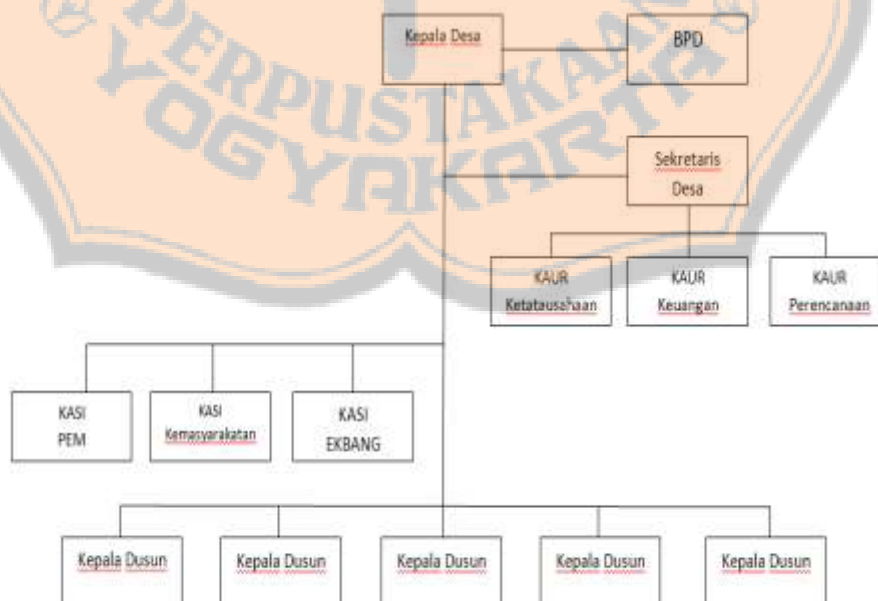 Kepala Desa
BPD
PERPUSTAKAAN
YOGYAKARTA
Sekretaris
Desa
KAUR
Ketatausahaan
KAUR
Keuangan
KAUR
Perencanaan
KASI
PEM
KASI
Kemasyarakatan
KASI
EKBANG
Kepala Dusun
Kepala Dusun
Kepala Dusun
Kepala Dusun
Kepala Dusun